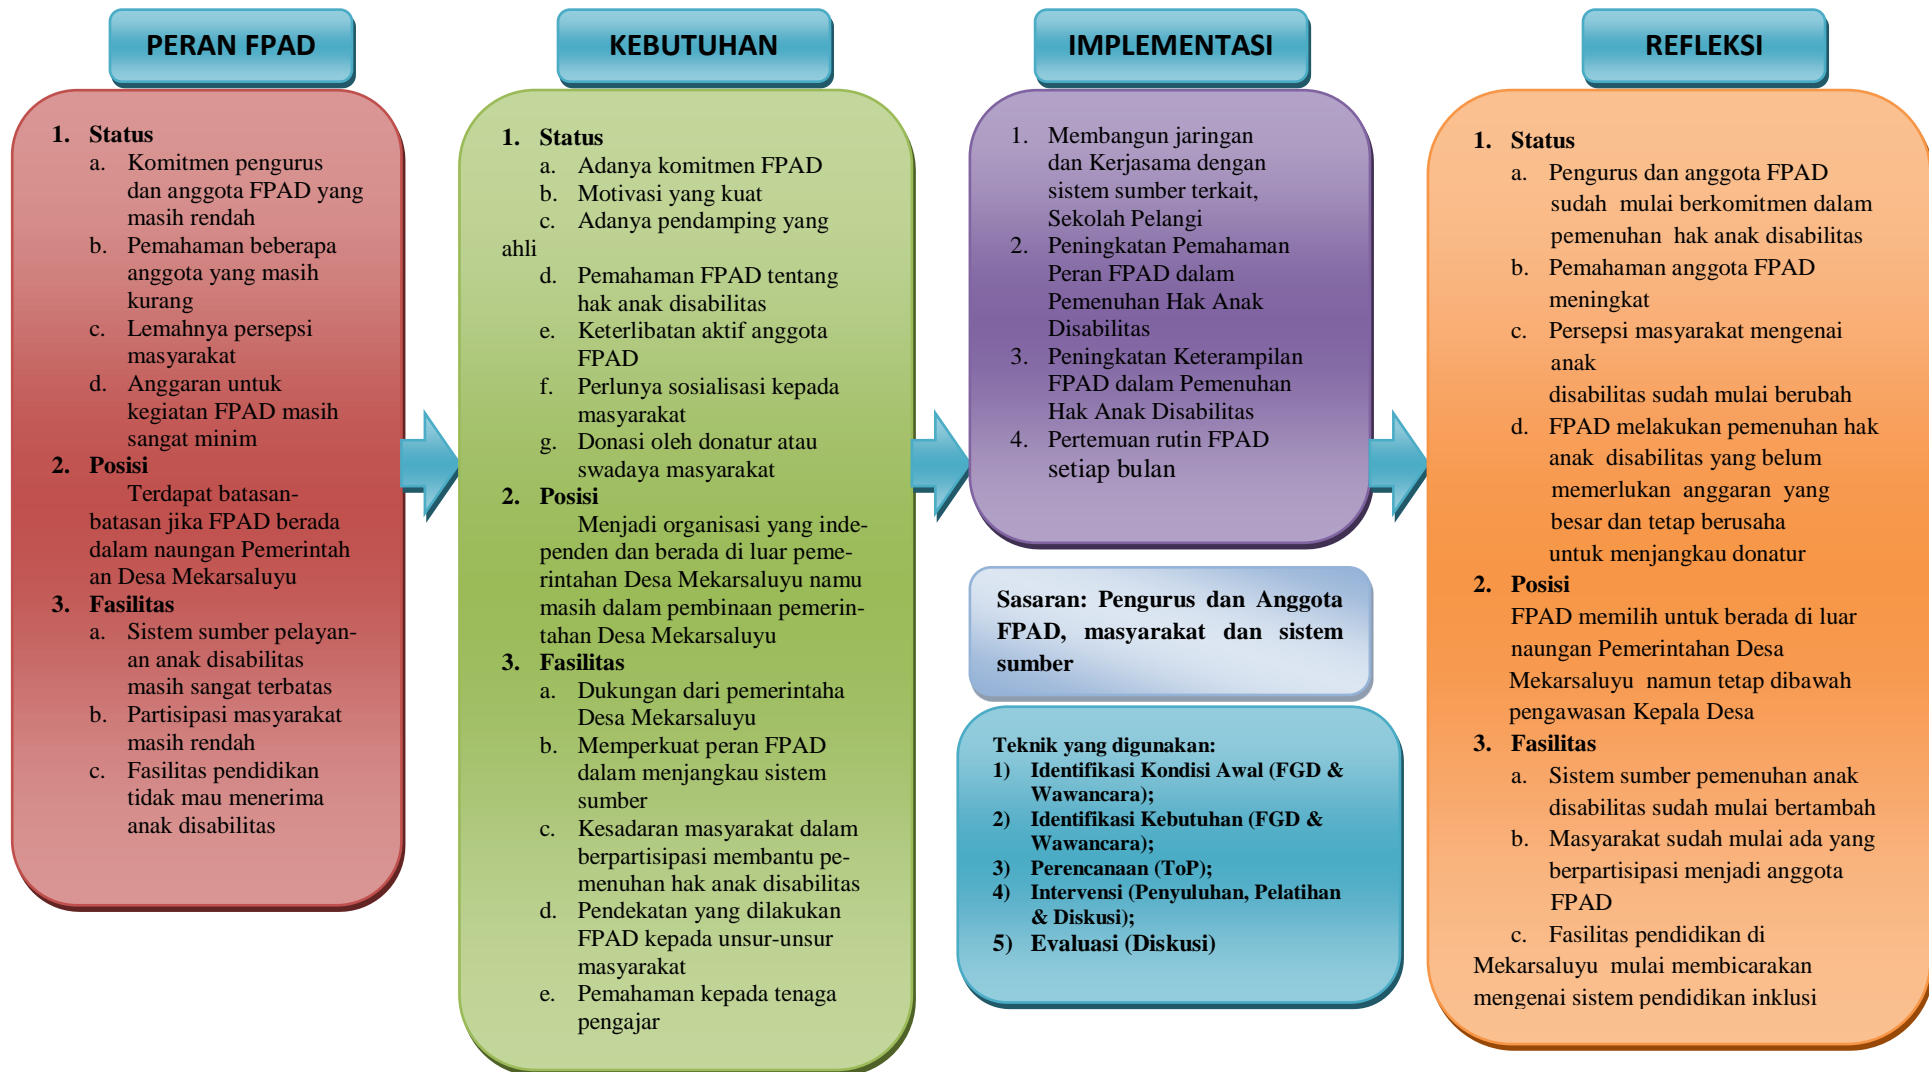 PERAN FPAD
1. Status
a. Komitmen pengurus
dan anggota FPAD yang
masih rendah
b. Pemahaman beberapa
anggota yang masih
kurang
c. Lemahnya persepsi
masyarakat
d. Anggaran untuk
kegiatan FPAD masih
sangat minim
2. Posisi
Terdapat batasan-
batasan jika FPAD berada
dalam naungan Pemerintah
an Desa Mekarsaluyu
3. Fasilitas
a. Sistem sumber pelayan-
an anak disabilitas
masih sangat terbatas
b. Partisipasi masyarakat
masih rendah
c. Fasilitas pendidikan
tidak mau menerima
anak disabilitas
KEBUTUHAN
1. Status
a. Adanya komitmen FPAD
b. Motivasi yang kuat
c. Adanya pendamping yang
ahli
d. Pemahaman FPAD tentang
hak anak disabilitas
e. Keterlibatan aktif anggota
FPAD
f. Perlunya sosialisasi kepada
masyarakat
g. Donasi oleh donatur atau
swadaya masyarakat
2. Posisi
Menjadi organisasi yang inde-
penden dan berada di luar peme-
rintahan Desa Mekarsaluyu namu
masih dalam pembinaan pemerin-
tahan Desa Mekarsaluyu
3. Fasilitas
a. Dukungan dari pemerintaha
Desa Mekarsaluyu
b. Memperkuat peran FPAD
dalam menjangkau sistem
sumber
c. Kesadaran masyarakat dalam
berpartisipasi membantu pe-
menuhan hak anak disabilitas
d. Pendekatan yang dilakukan
FPAD kepada unsur-unsur
masyarakat
e. Pemahaman kepada tenaga
pengajar
IMPLEMENTASI
1. Membangun jaringan
dan Kerjasama dengan
sistem sumber terkait,
Sekolah Pelangi
2. Peningkatan Pemahaman
Peran FPAD dalam
Pemenuhan Hak Anak
Disabilitas
3. Peningkatan Keterampilan
FPAD dalam Pemenuhan
Hak Anak Disabilitas
4. Pertemuan rutin FPAD
setiap bulan
Sasaran: Pengurus dan Anggota
FPAD, masyarakat dan sistem
sumber
Teknik yang digunakan:
1) Identifikasi Kondisi Awal (FGD &
Wawancara);
2) Identifikasi Kebutuhan (FGD &
Wawancara);
3) Perencanaan (ToP);
4) Intervensi (Penyuluhan, Pelatihan
& Diskusi);
5) Evaluasi (Diskusi)
REFLEKSI
1. Status
a. Pengurus dan anggota FPAD
sudah mulai berkomitmen dalam
pemenuhan hak anak disabilitas
b. Pemahaman anggota FPAD
meningkat
c. Persepsi masyarakat mengenai
anak
disabilitas sudah mulai berubah
d. FPAD melakukan pemenuhan hak
anak disabilitas yang belum
memerlukan anggaran yang
besar dan tetap berusaha
untuk menjangkau donatur
2. Posisi
FPAD memilih untuk berada di luar
naungan Pemerintahan Desa
Mekarsaluyu namun tetap dibawah
pengawasan Kepala Desa
3. Fasilitas
a. Sistem sumber pemenuhan anak
disabilitas sudah mulai bertambah
b. Masyarakat sudah mulai ada yang
berpartisipasi menjadi anggota
FPAD
c. Fasilitas pendidikan di
Mekarsaluyu mulai membicarakan
mengenai sistem pendidikan inklusi